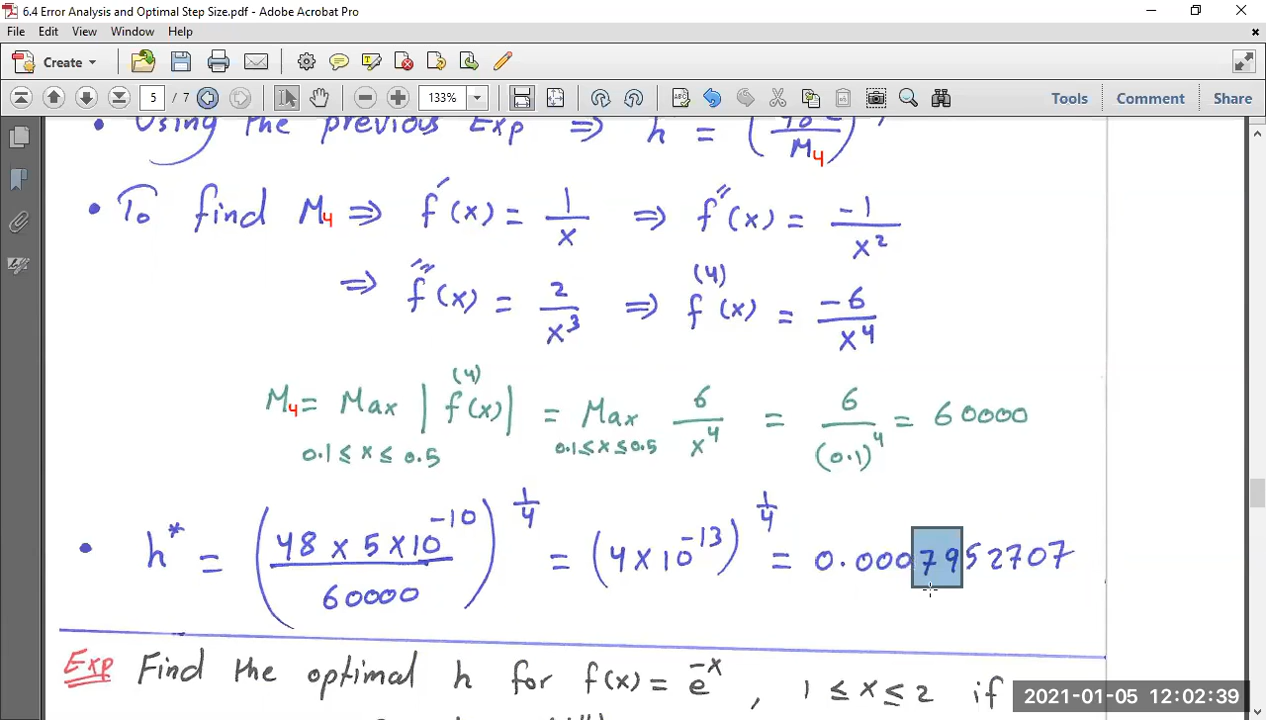 6.4 Error Analysis and Optimal Step Size.pdf - Adobe Acrobat Pro
File Edit View Window Help
Create
5 / 7 133% Tools Comment Share
• Using the previous Exp ⇒ h = ( / M₄)
• To find M₄ ⇒ f′(x) = 1/x ⇒ f″(x) = -1/x²
⇒ f‴(x) = 2/x³ ⇒ f⁽⁴⁾(x) = -6/x⁴
M₄ = Max |f⁽⁴⁾(x)| = Max 6/x⁴ = 6/(0.1)⁴ = 60000
0.1 ≤ x ≤ 0.5 0.1 ≤ x ≤ 0.5
• h* = (48 x 5 x 10⁻¹⁰ / 60000)^(1/4) = (4 x 10⁻¹³)^(1/4) = 0.0007952707
Exp Find the optimal h for f(x) = e⁻ˣ, 1 ≤ x ≤ 2 if
2021-01-05 12:02:39